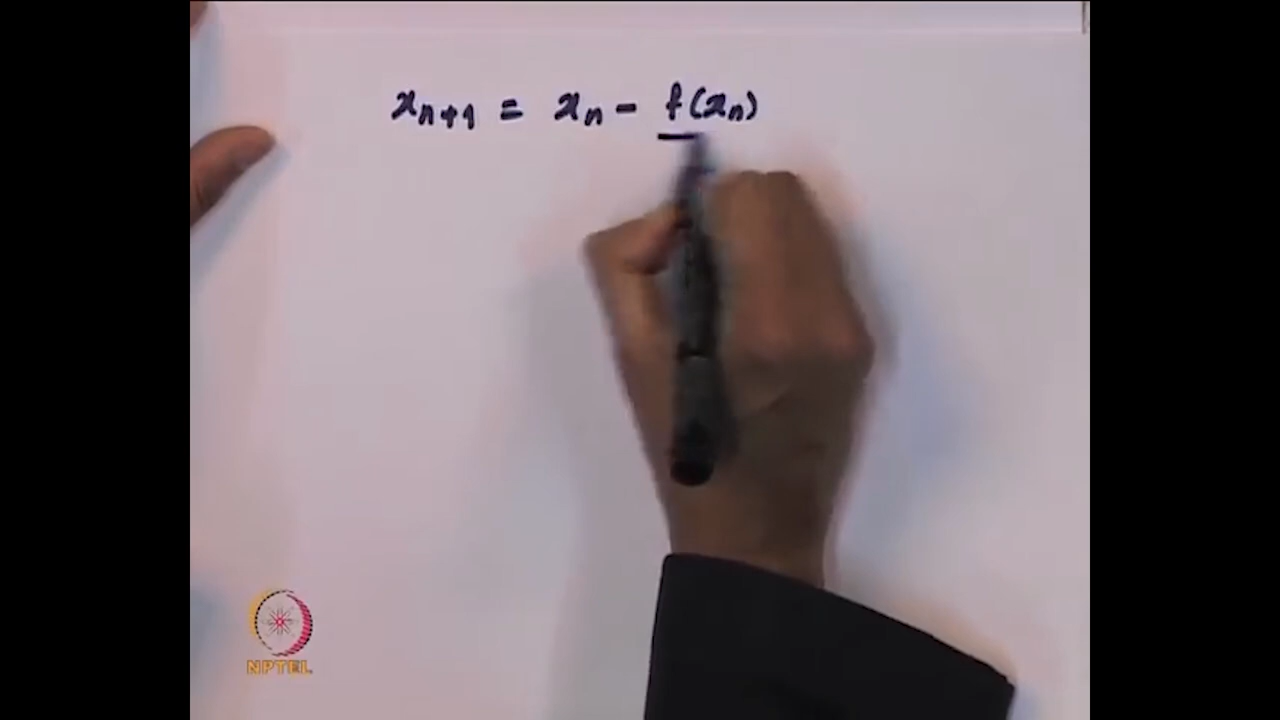 xₙ₊₁ = xₙ - f(xₙ)
NPTEL